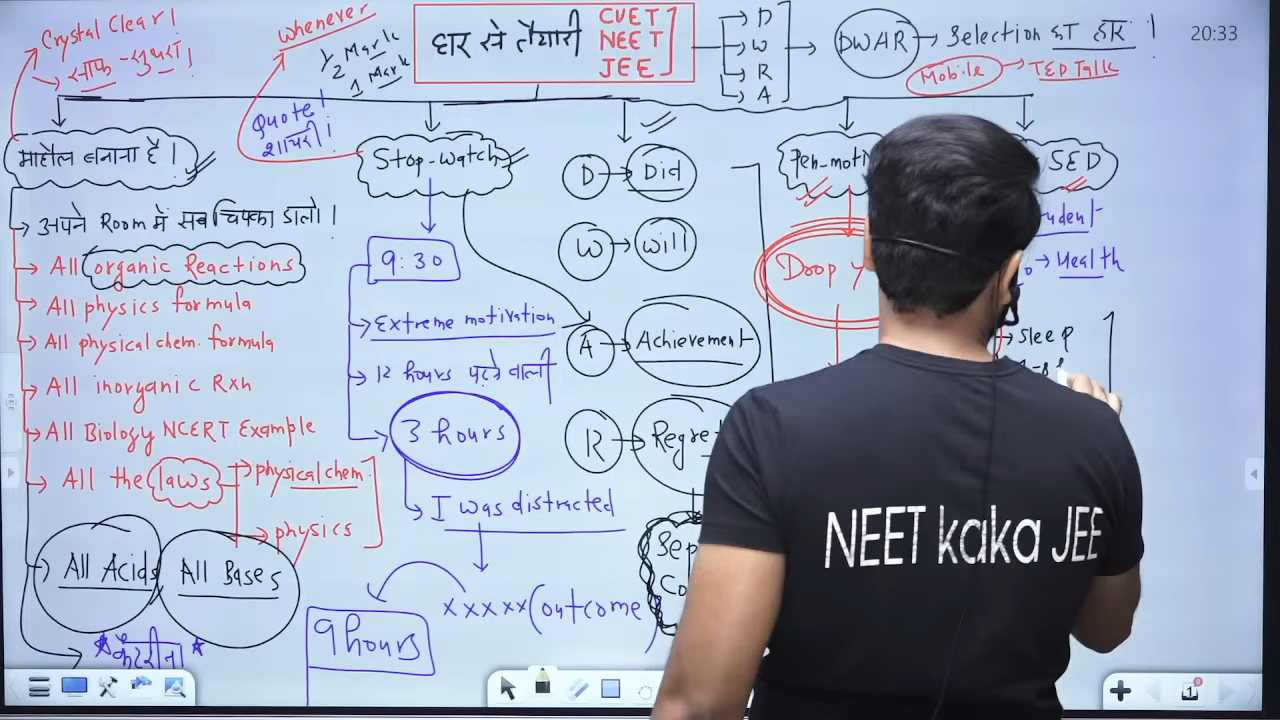 Crystal Clear!
साफ-सुथरा!
whenever
1/2 Mark
1 Mark
Quote!
शायरी!
घर से तैयारी
CUET
NEET
JEE
D
W
R
A
DWAR → Selection
Mobile → TED Talk
20:33
माहौल बनाना है!
अपने Room में सब चिपका डालो!
All organic Reactions
All physics formula
All physical chem. formula
All inorganic Rxn
All Biology NCERT Example
All the laws
physical chem.
physics
All Acids
All Bases
Stop-watch
9:30
Extreme motivation
12 hours पढ़ने वाली
3 hours
I was distracted
xxxxx(outcome)
9 hours
D → Did
W → Will
A → Achievement
R →
SED
Health
Sleep
NEET kaka JEE
1